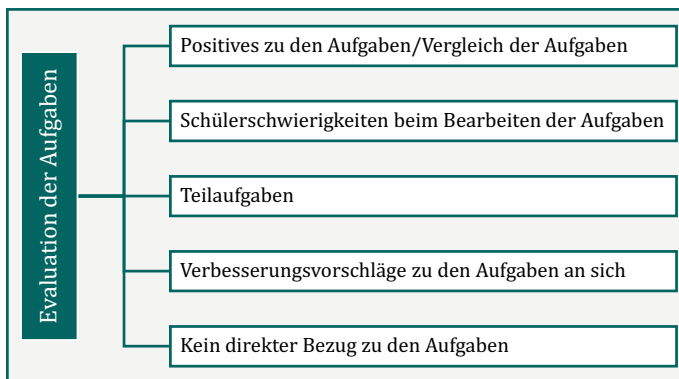 Evaluation der Aufgaben
Positives zu den Aufgaben/Vergleich der Aufgaben
Schülerschwierigkeiten beim Bearbeiten der Aufgaben
Teilaufgaben
Verbesserungsvorschläge zu den Aufgaben an sich
Kein direkter Bezug zu den Aufgaben